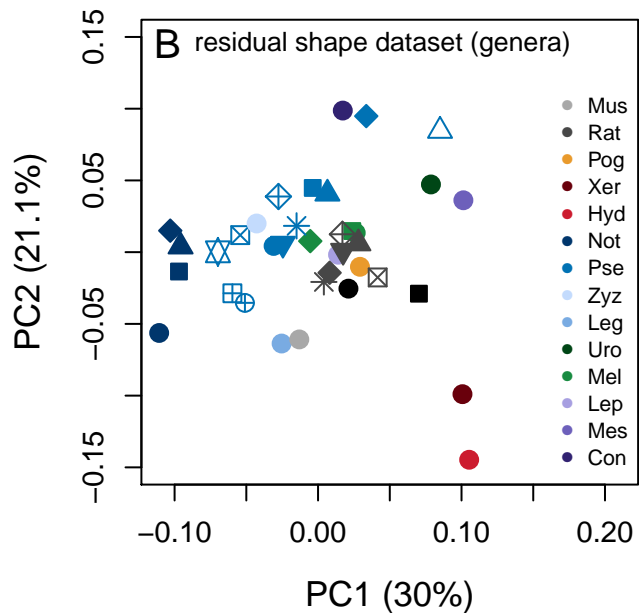 B residual shape dataset (genera)
PC2 (21.1%)
0.15
0.05
−0.05
−0.15
Mus
Rat
Pog
Xer
Hyd
Not
Pse
Zyz
Leg
Uro
Mel
Lep
Mes
Con
−0.10 0.00 0.10 0.20
PC1 (30%)